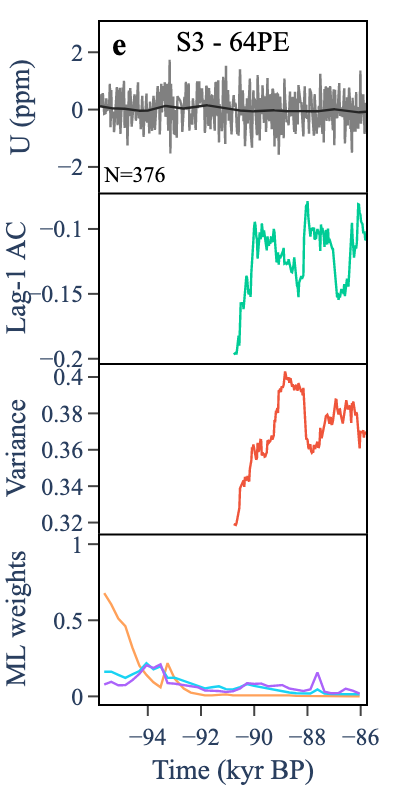 e S3 - 64PE
U (ppm)
2
0
−2
N=376
Lag-1 AC
−0.1
−0.15
−0.2
Variance
0.4
0.38
0.36
0.34
0.32
ML weights
1
0.5
0
−94 −92 −90 −88 −86
Time (kyr BP)